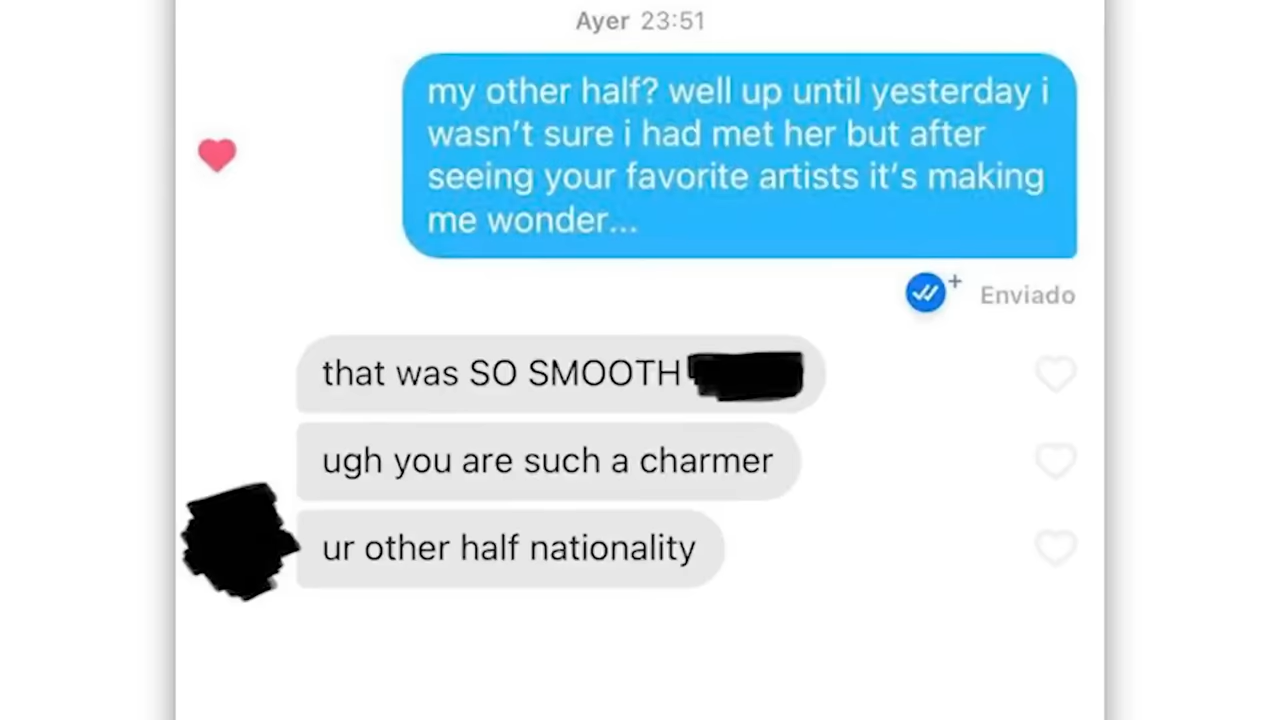 Ayer 23:51
my other half? well up until yesterday i
wasn't sure i had met her but after
seeing your favorite artists it's making
me wonder...
Enviado
that was SO SMOOTH
ugh you are such a charmer
ur other half nationality